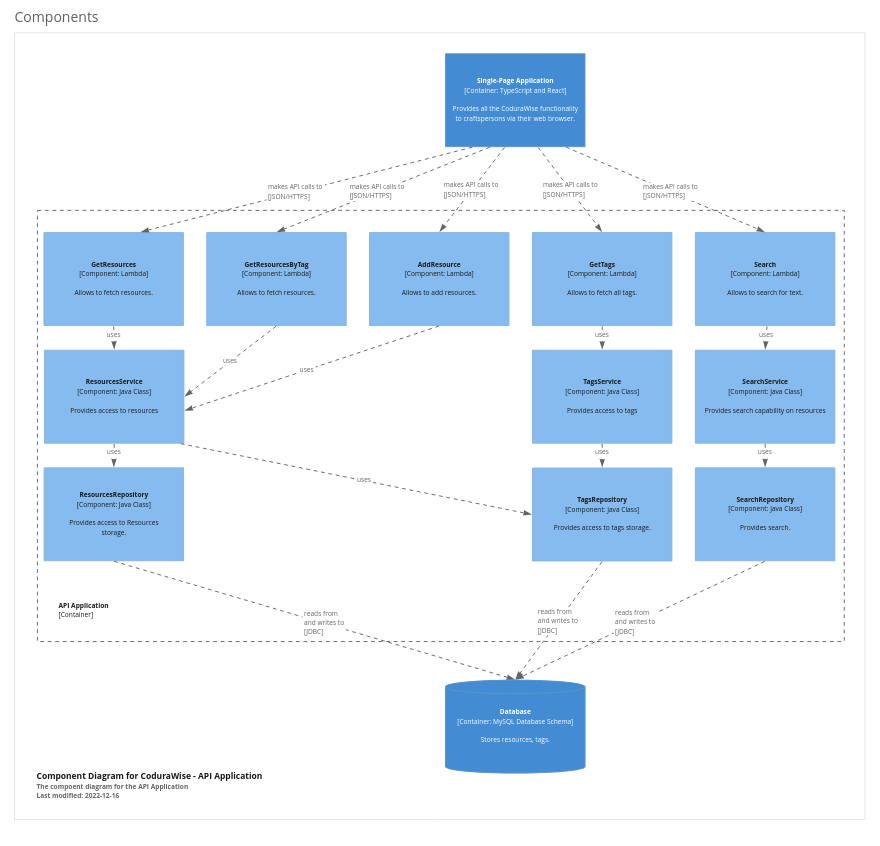 Components
Single-Page Application
[Container: TypeScript and React]
Provides all the CoduraWise functionality
to craftspersons via their web browser.
makes API calls to
[JSON/HTTPS]
makes API calls to
[JSON/HTTPS]
makes API calls to
[JSON/HTTPS]
makes API calls to
[JSON/HTTPS]
makes API calls to
[JSON/HTTPS]
GetResources
[Component: Lambda]
Allows to fetch resources.
GetResourcesByTag
[Component: Lambda]
Allows to fetch resources.
AddResource
[Component: Lambda]
Allows to add resources.
GetTags
[Component: Lambda]
Allows to fetch all tags.
Search
[Component: Lambda]
Allows to search for text.
uses
uses
uses
uses
uses
ResourcesService
[Component: Java Class]
Provides access to resources
TagsService
[Component: Java Class]
Provides access to tags
SearchService
[Component: Java Class]
Provides search capability on resources
uses
uses
uses
uses
ResourcesRepository
[Component: Java Class]
Provides access to Resources
storage.
TagsRepository
[Component: Java Class]
Provides access to tags storage.
SearchRepository
[Component: Java Class]
Provides search.
API Application
[Container]
reads from
and writes to
[JDBC]
reads from
and writes to
[JDBC]
reads from
and writes to
[JDBC]
Database
[Container: MySQL Database Schema]
Stores resources, tags.
Component Diagram for CoduraWise - API Application
The compoent diagram for the API Application
Last modified: 2022-12-16